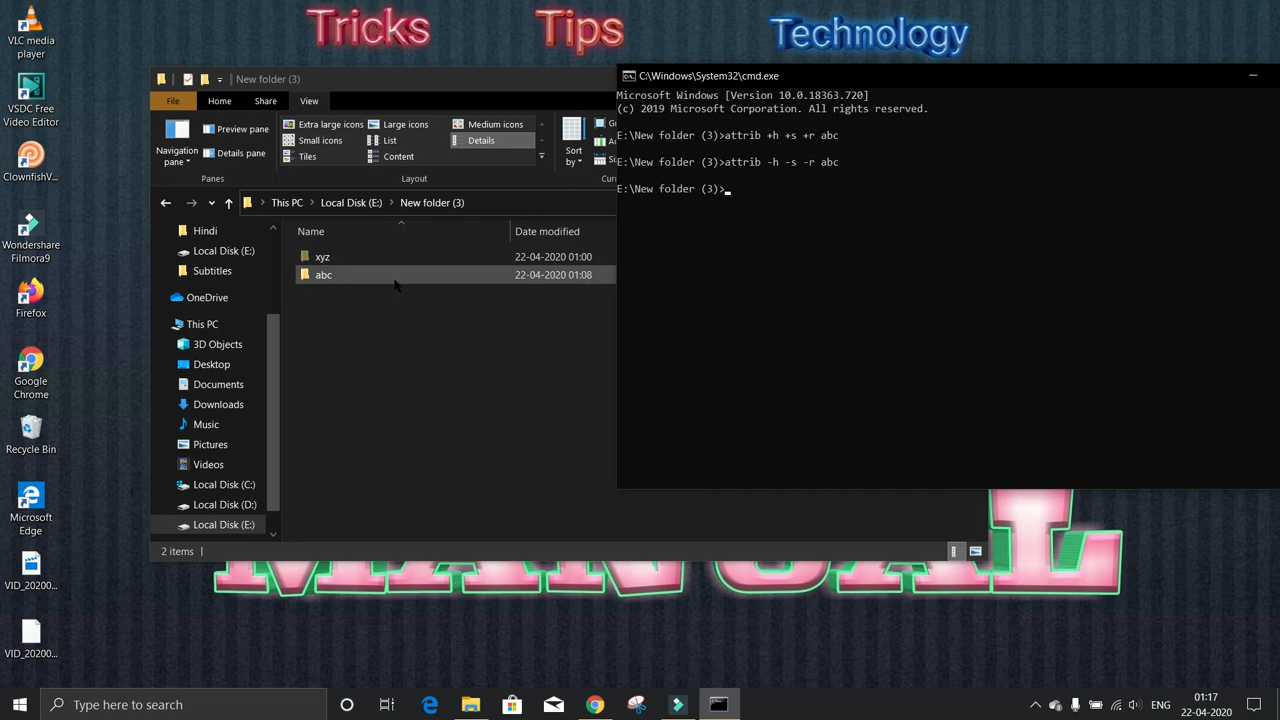 Tricks
Tips
Technology
VLC media
player
VSDC Free
Video Editor
ClownfishV...
Wondershare
Filmora9
Firefox
Google
Chrome
Recycle Bin
Microsoft
Edge
VID_20200...
VID_20200...
New folder (3)
File
Home
Share
View
Navigation
pane
Preview pane
Details pane
Panes
Extra large icons
Large icons
Medium icons
Small icons
List
Details
Tiles
Content
Layout
Sort
by
This PC
Local Disk (E:)
New folder (3)
Name
Date modified
xyz
22-04-2020 01:00
abc
22-04-2020 01:08
Hindi
Local Disk (E:)
Subtitles
OneDrive
This PC
3D Objects
Desktop
Documents
Downloads
Music
Pictures
Videos
Local Disk (C:)
Local Disk (D:)
Local Disk (E:)
2 items
C:\Windows\System32\cmd.exe
Microsoft Windows [Version 10.0.18363.720]
(c) 2019 Microsoft Corporation. All rights reserved.
E:\New folder (3)>attrib +h +s +r abc
E:\New folder (3)>attrib -h -s -r abc
E:\New folder (3)>
Type here to search
01:17
22-04-2020